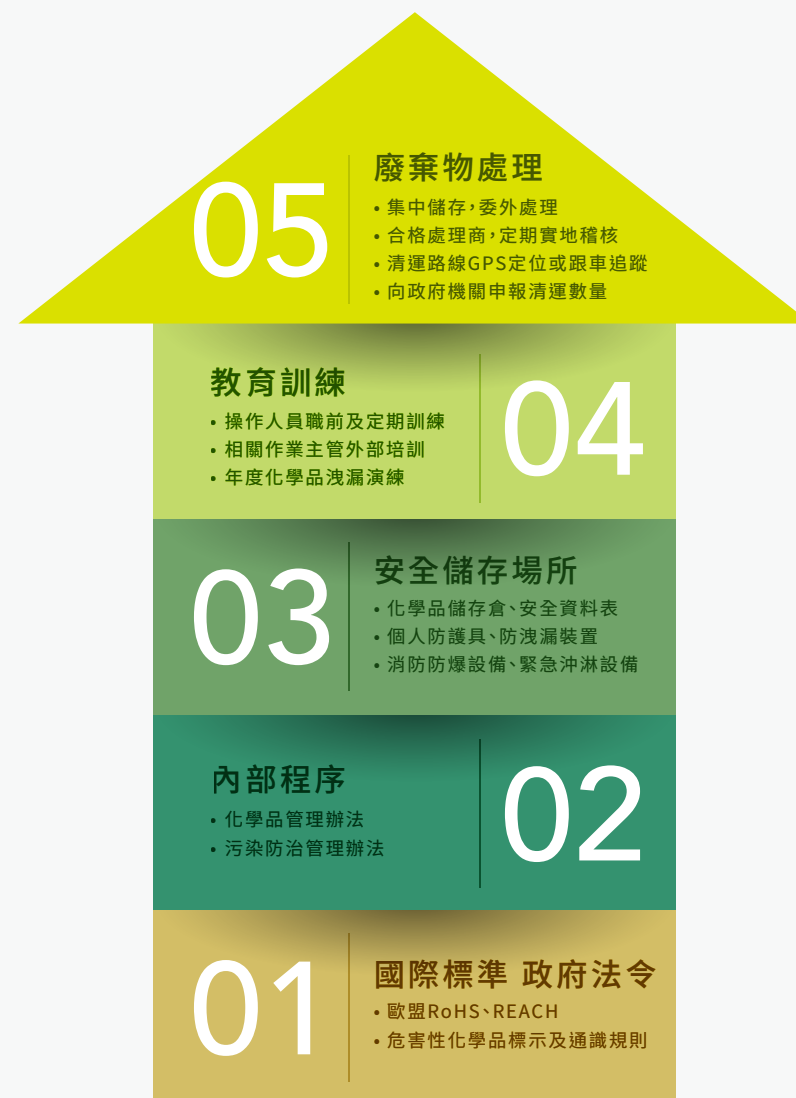 05
廢棄物處理
• 集中儲存，委外處理
• 合格處理商，定期實地稽核
• 清運路線GPS定位或跟車追蹤
• 向政府機關申報清運數量
教育訓練
• 操作人員職前及定期訓練
• 相關作業主管外部培訓
• 年度化學品洩漏演練
04
03
安全儲存場所
• 化學品儲存倉、安全資料表
• 個人防護具、防洩漏裝置
• 消防防爆設備、緊急沖淋設備
內部程序
• 化學品管理辦法
• 污染防治管理辦法
02
01
國際標準 政府法令
• 歐盟RoHS、REACH
• 危害性化學品標示及通識規則